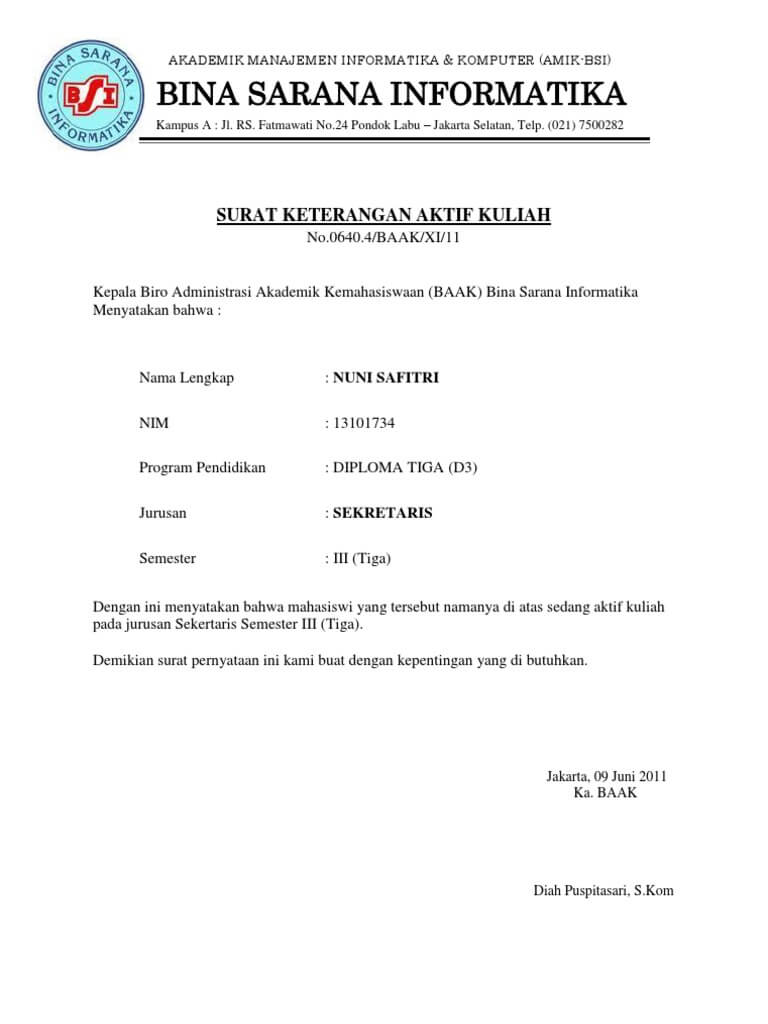 BINA SARANA
BSI
INFORMATIKA
AKADEMIK MANAJEMEN INFORMATIKA & KOMPUTER (AMIK-BSI)
BINA SARANA INFORMATIKA
Kampus A : Jl. RS. Fatmawati No.24 Pondok Labu – Jakarta Selatan, Telp. (021) 7500282
SURAT KETERANGAN AKTIF KULIAH
No.0640.4/BAAK/XI/11
Kepala Biro Administrasi Akademik Kemahasiswaan (BAAK) Bina Sarana Informatika
Menyatakan bahwa :
Nama Lengkap : NUNI SAFITRI
NIM : 13101734
Program Pendidikan : DIPLOMA TIGA (D3)
Jurusan : SEKRETARIS
Semester : III (Tiga)
Dengan ini menyatakan bahwa mahasiswi yang tersebut namanya di atas sedang aktif kuliah
pada jurusan Sekertaris Semester III (Tiga).
Demikian surat pernyataan ini kami buat dengan kepentingan yang di butuhkan.
Jakarta, 09 Juni 2011
Ka. BAAK
Diah Puspitasari, S.Kom